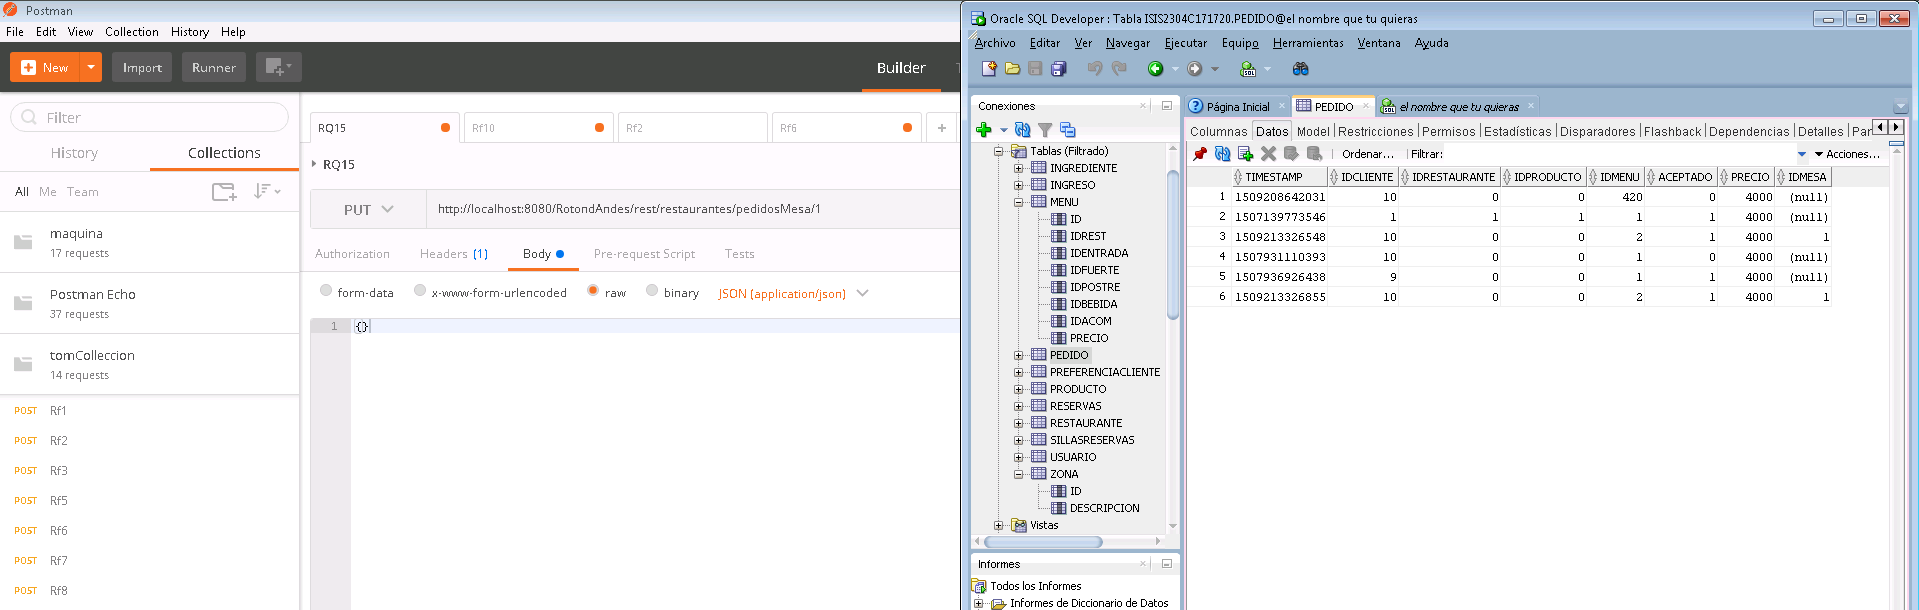 Postman
File Edit View Collection History Help
New Import Runner Builder
Filter
History Collections
All Me Team
maquina
17 requests
Postman Echo
37 requests
tomColleccion
14 requests
POST Rf1
POST Rf2
POST Rf3
POST Rf5
POST Rf6
POST Rf7
POST Rf8
RQ15 Rf10 Rf2 Rf6 +
RQ15
PUT http://localhost:8080/RotondAndes/rest/restaurantes/pedidosMesa/1
Authorization Headers (1) Body Pre-request Script Tests
form-data x-www-form-urlencoded raw binary JSON (application/json)
1 {}
Oracle SQL Developer : Tabla ISIS2304C171720.PEDIDO@el nombre que tu quieras
Archivo Editar Ver Navegar Ejecutar Equipo Herramientas Ventana Ayuda
Conexiones
Tablas (Filtrado)
INGREDIENTE
INGRESO
MENU
ID
IDREST
IDENTRADA
IDFUERTE
IDPOSTRE
IDBEBIDA
IDACOM
PRECIO
PEDIDO
PREFERENCIACLIENTE
PRODUCTO
RESERVAS
RESTAURANTE
SILLASRESERVAS
USUARIO
ZONA
ID
DESCRIPCION
Vistas
Informes
Todos los Informes
Informes de Diccionario de Datos
Página Inicial PEDIDO el nombre que tu quieras
Columnas Datos Model Restricciones Permisos Estadísticas Disparadores Flashback Dependencias Detalles Par
Ordenar... Filtrar: Acciones...
TIMESTAMP IDCLIENTE IDRESTAURANTE IDPRODUCTO IDMENU ACEPTADO PRECIO IDMESA
1 1509208642031 10 0 0 420 0 4000 (null)
2 1507139773546 1 1 1 1 1 4000 (null)
3 1509213326548 10 0 0 2 1 4000 1
4 1507931110393 10 0 0 1 0 4000 (null)
5 1507936926438 9 0 0 1 1 4000 (null)
6 1509213326855 10 0 0 2 1 4000 1